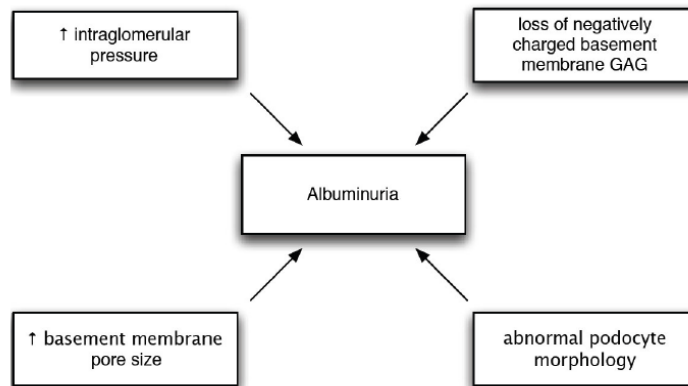 ↑ intraglomerular
pressure
loss of negatively
charged basement
membrane GAG
Albuminuria
↑ basement membrane
pore size
abnormal podocyte
morphology